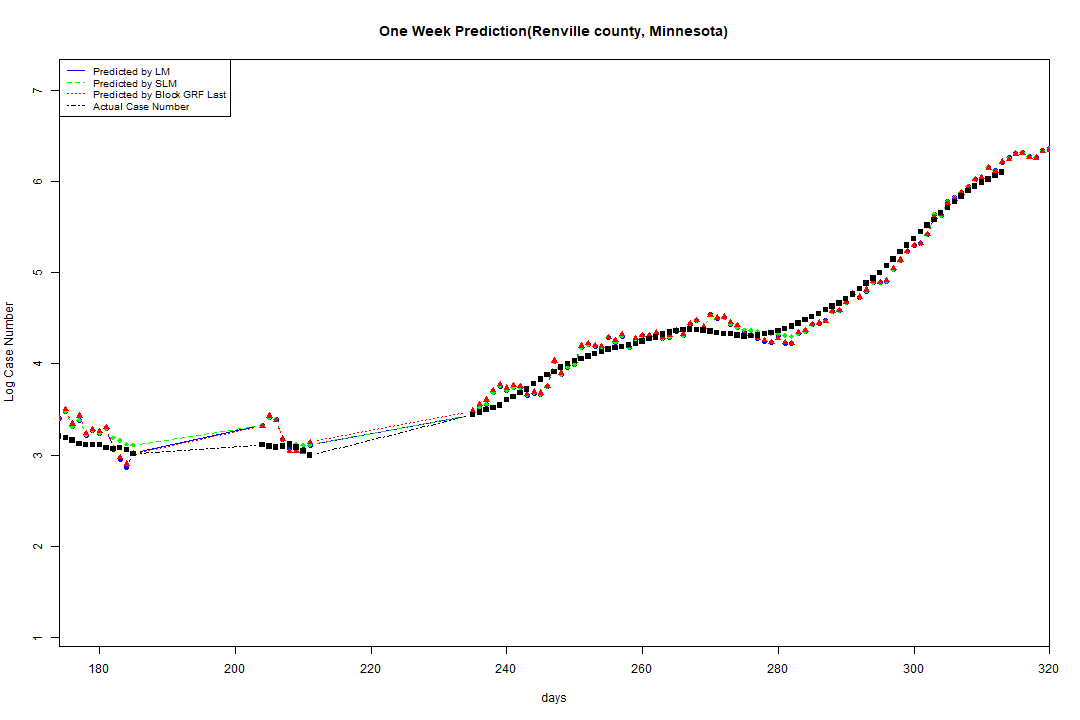 One Week Prediction(Renville county, Minnesota)
Predicted by LM
Predicted by SLM
Predicted by Block GRF Last
Actual Case Number
7
6
5
4
3
2
1
Log Case Number
180 200 220 240 260 280 300 320
days